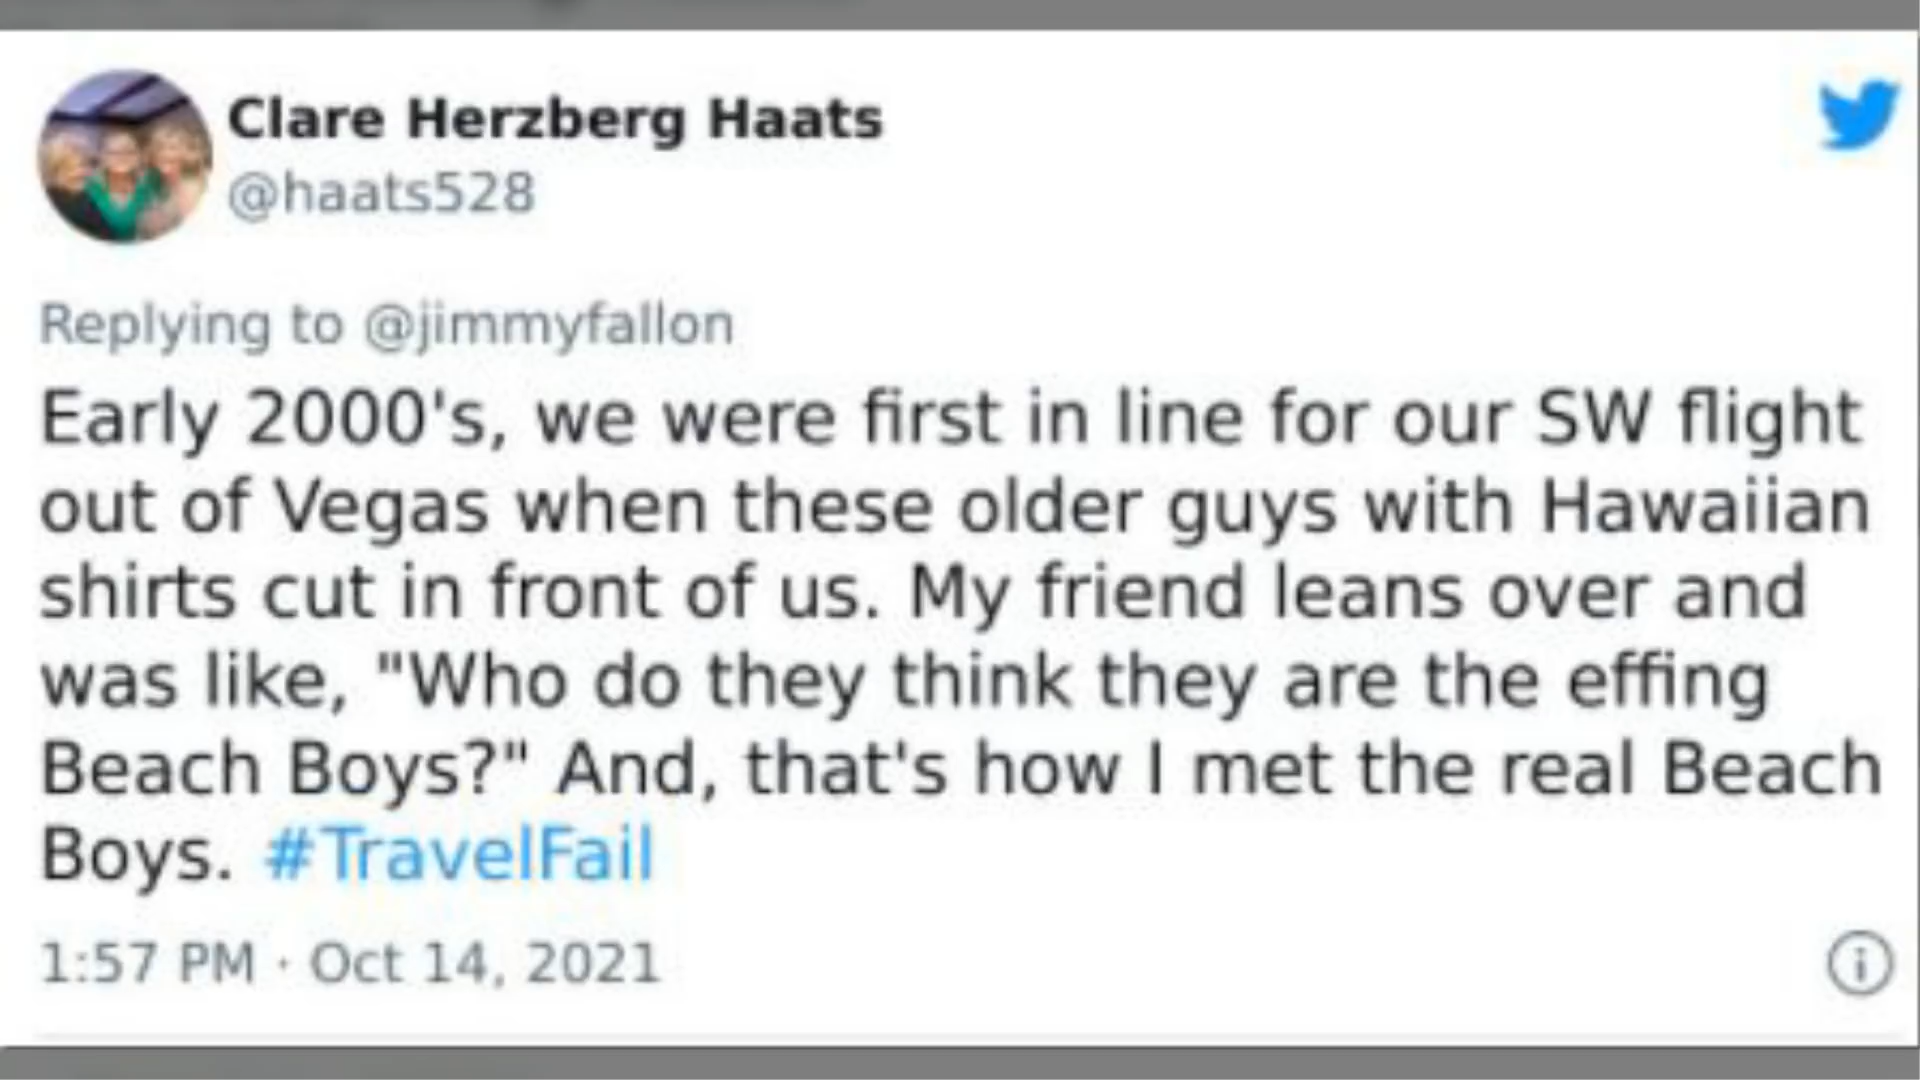 Clare Herzberg Haats
@haats528
Replying to @jimmyfallon
Early 2000's, we were first in line for our SW flight
out of Vegas when these older guys with Hawaiian
shirts cut in front of us. My friend leans over and
was like, "Who do they think they are the effing
Beach Boys?" And, that's how I met the real Beach
Boys. #TravelFail
1:57 PM · Oct 14, 2021